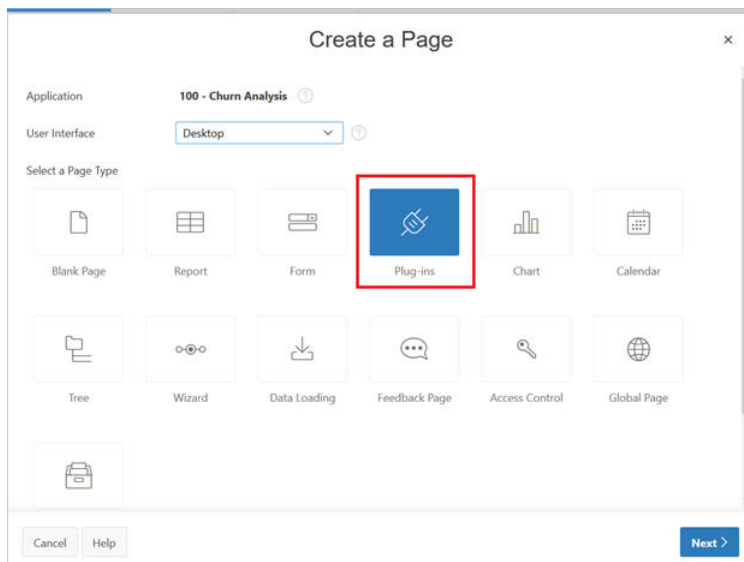 Create a Page
Application 100 - Churn Analysis
User Interface Desktop
Select a Page Type
Blank Page Report Form Plug-ins Chart Calendar
Tree Wizard Data Loading Feedback Page Access Control Global Page
Cancel Help Next